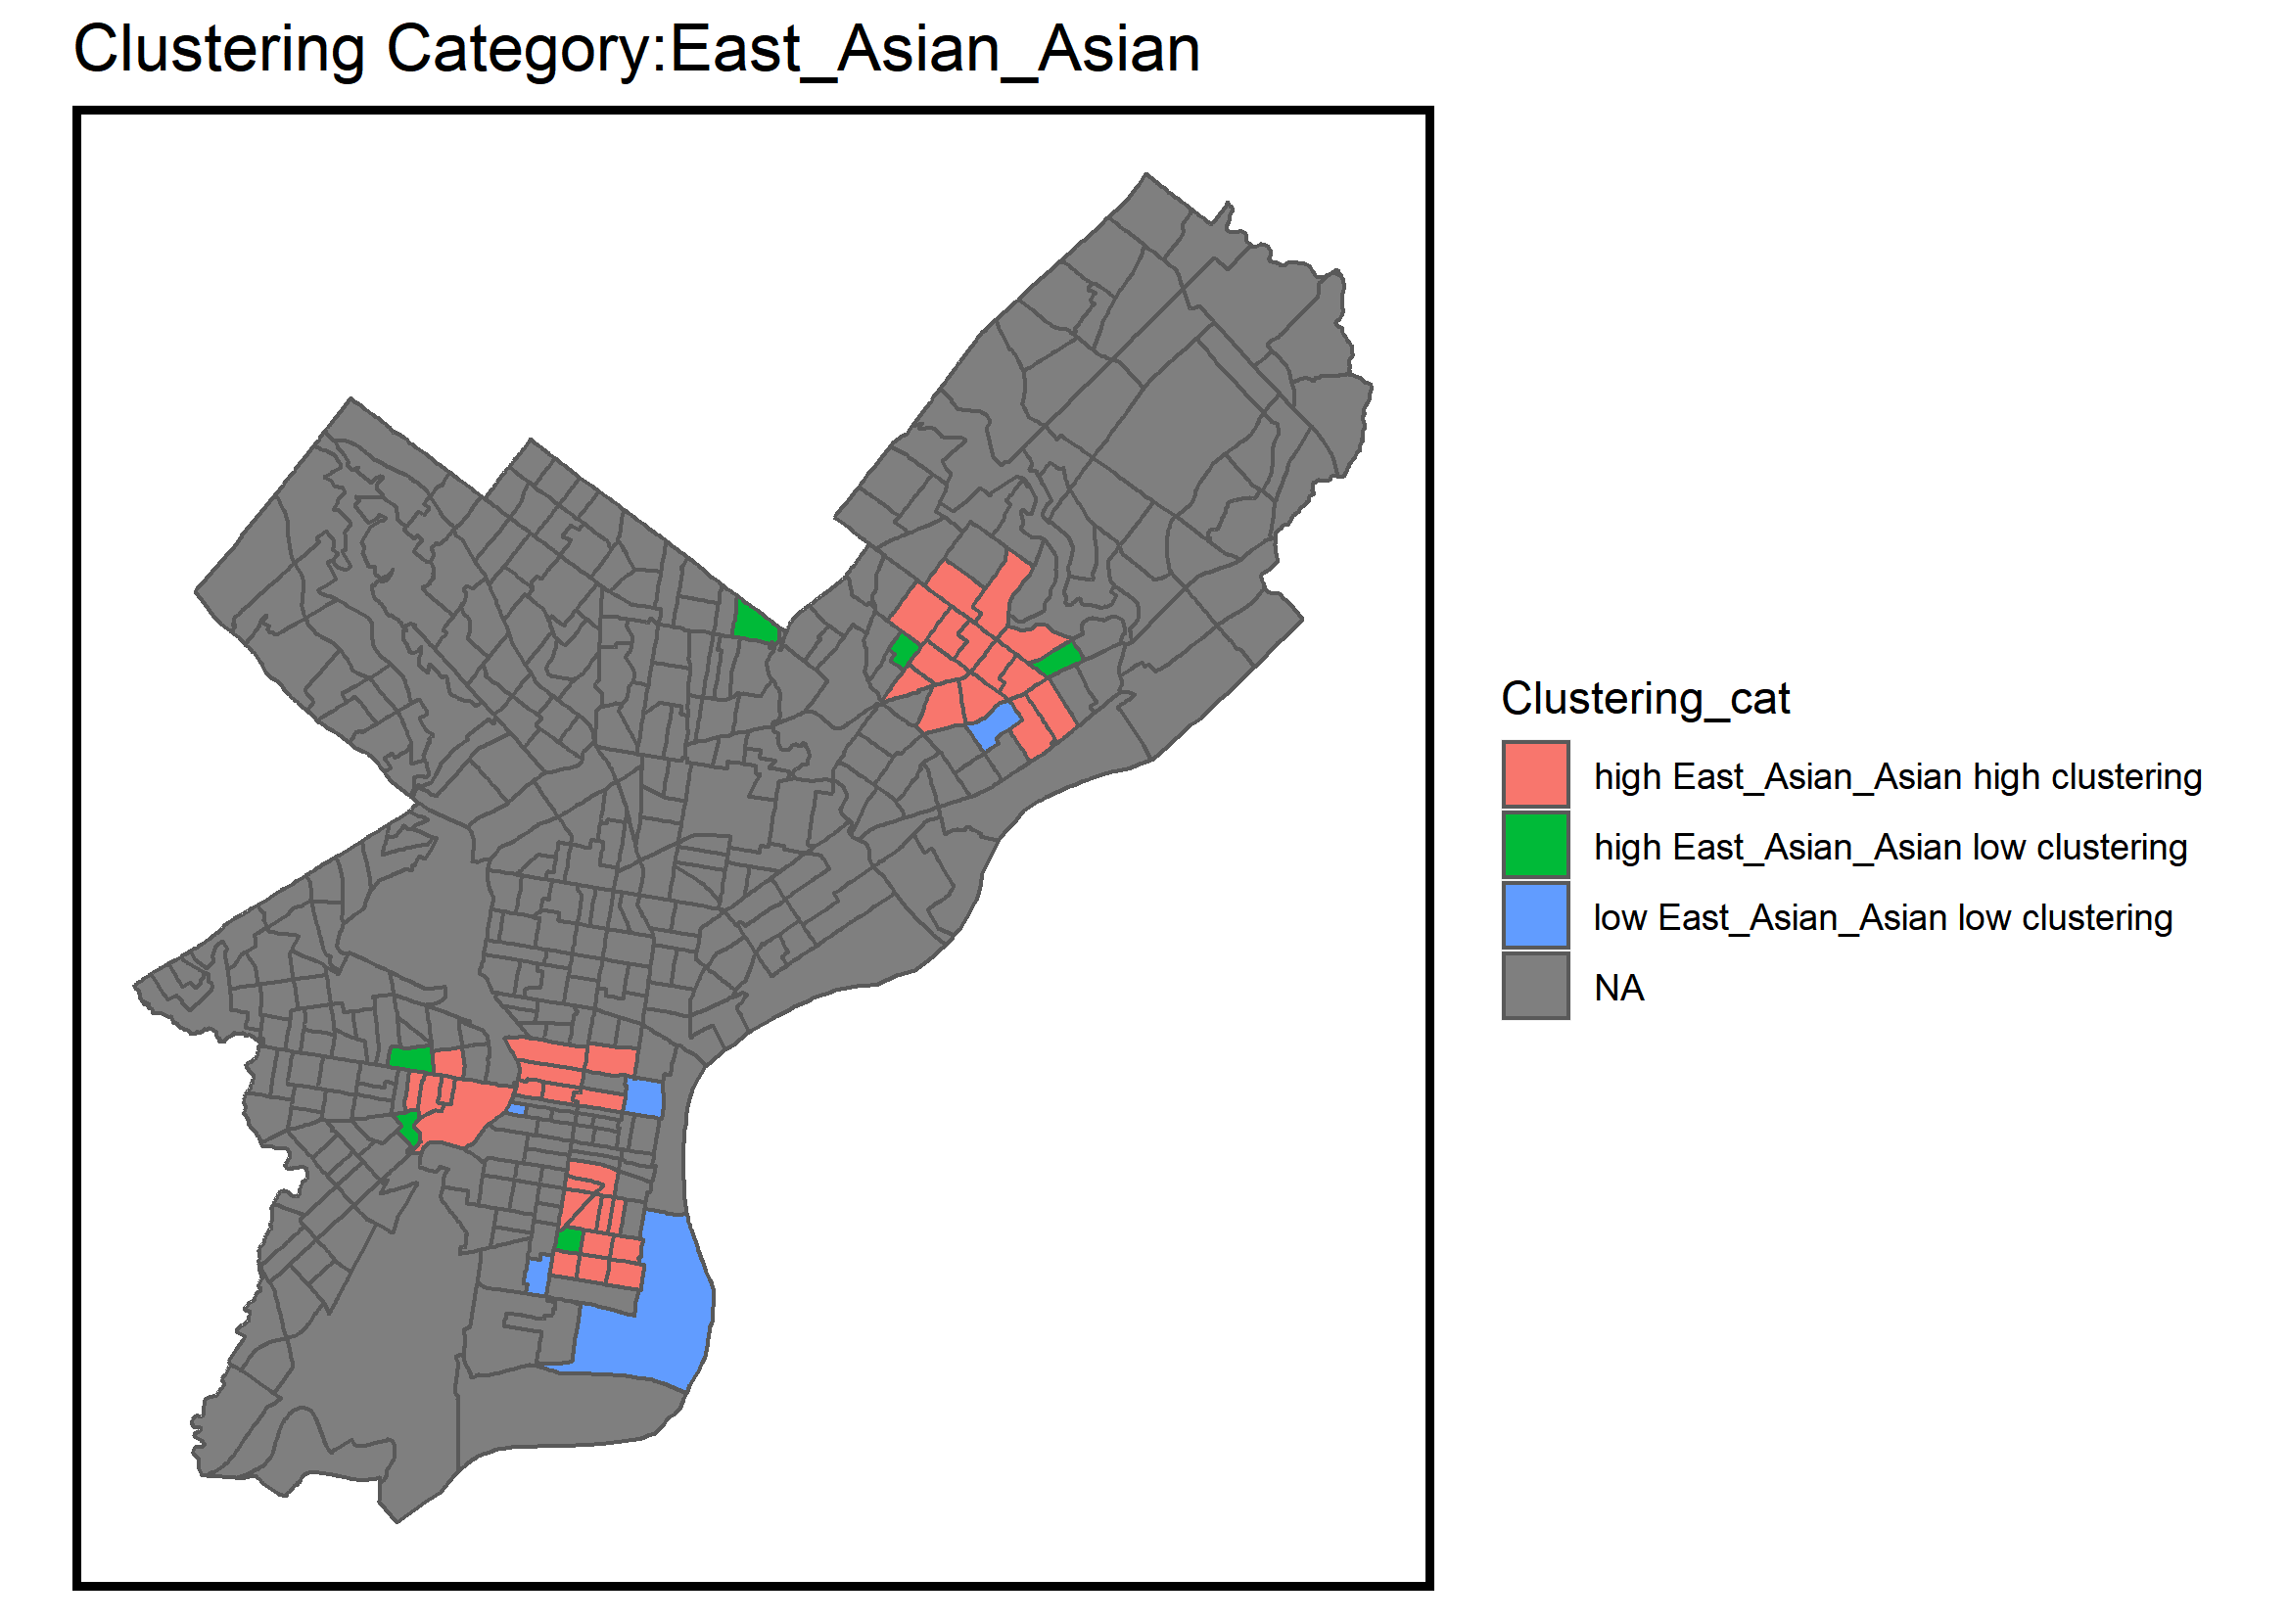 Clustering Category:East_Asian_Asian
Clustering_cat
high East_Asian_Asian high clustering
high East_Asian_Asian low clustering
low East_Asian_Asian low clustering
NA